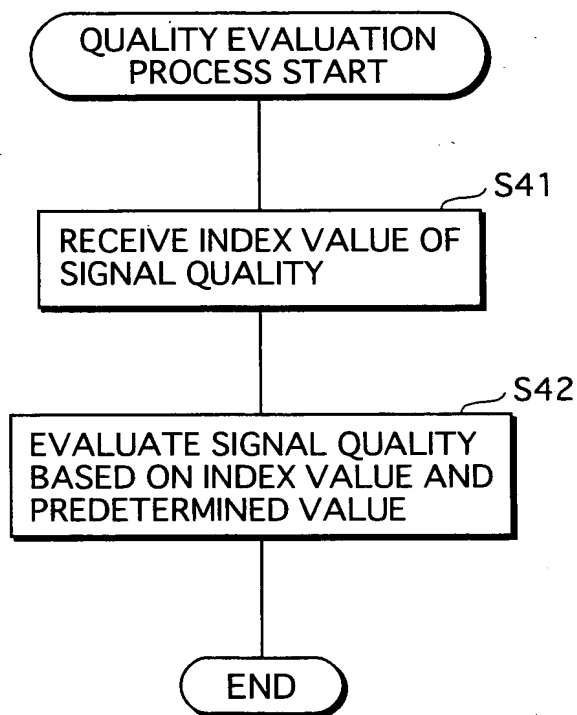 QUALITY EVALUATION
PROCESS START
S41
RECEIVE INDEX VALUE OF
SIGNAL QUALITY
S42
EVALUATE SIGNAL QUALITY
BASED ON INDEX VALUE AND
PREDETERMINED VALUE
END